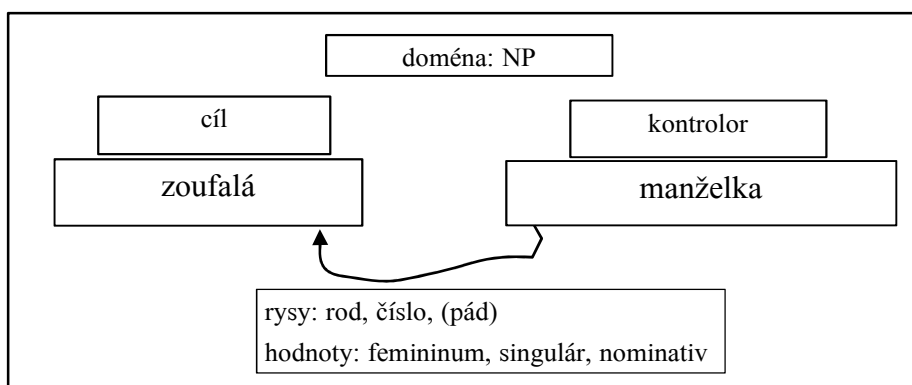 doména: NP
cíl
kontrolor
zoufalá
manželka
rysy: rod, číslo, (pád)
hodnoty: femininum, singulár, nominativ